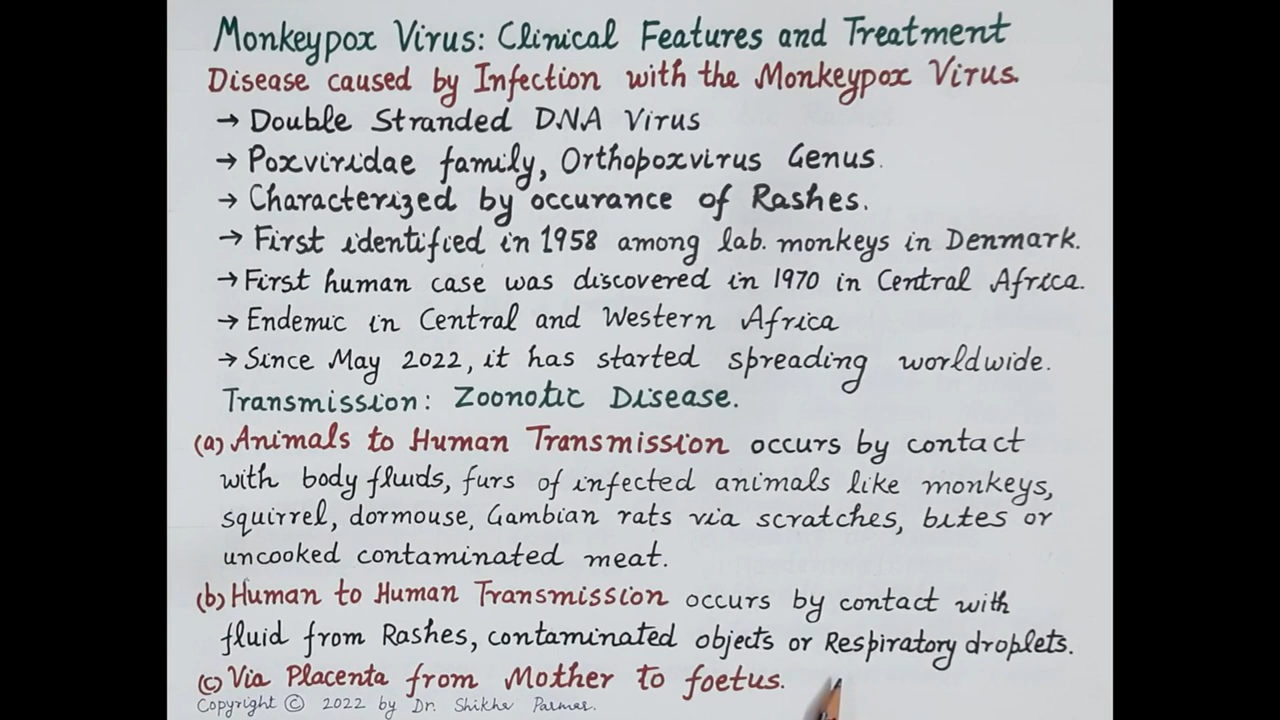 Monkeypox Virus: Clinical Features and Treatment
Disease caused by Infection with the Monkeypox Virus.
→ Double Stranded DNA Virus
→ Poxviridae family, Orthopoxvirus Genus.
→ Characterized by occurance of Rashes.
→ First identified in 1958 among lab. monkeys in Denmark.
→ First human case was discovered in 1970 in Central Africa.
→ Endemic in Central and Western Africa
→ Since May 2022, it has started spreading worldwide.
Transmission: Zoonotic Disease.
(a) Animals to Human Transmission occurs by contact
with body fluids, furs of infected animals like monkeys,
squirrel, dormouse, Gambian rats via scratches, bites or
uncooked contaminated meat.
(b) Human to Human Transmission occurs by contact with
fluid from Rashes, contaminated objects or Respiratory droplets.
(c) Via Placenta from Mother to foetus.
Copyright © 2022 by Dr. Shikha Parmar.